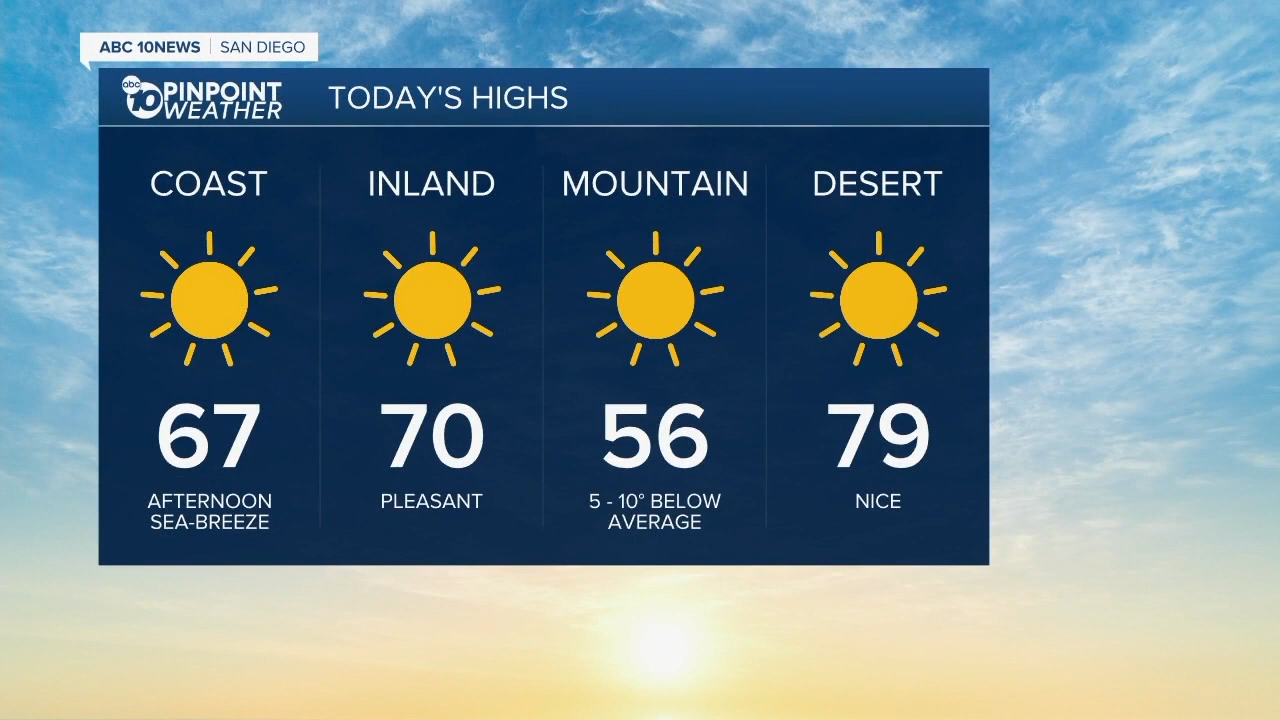 ABC 10NEWS | SAN DIEGO
abc 10 PINPOINT WEATHER
TODAY'S HIGHS
COAST
INLAND
MOUNTAIN
DESERT
67
70
56
79
AFTERNOON
SEA-BREEZE
PLEASANT
5 - 10° BELOW
AVERAGE
NICE